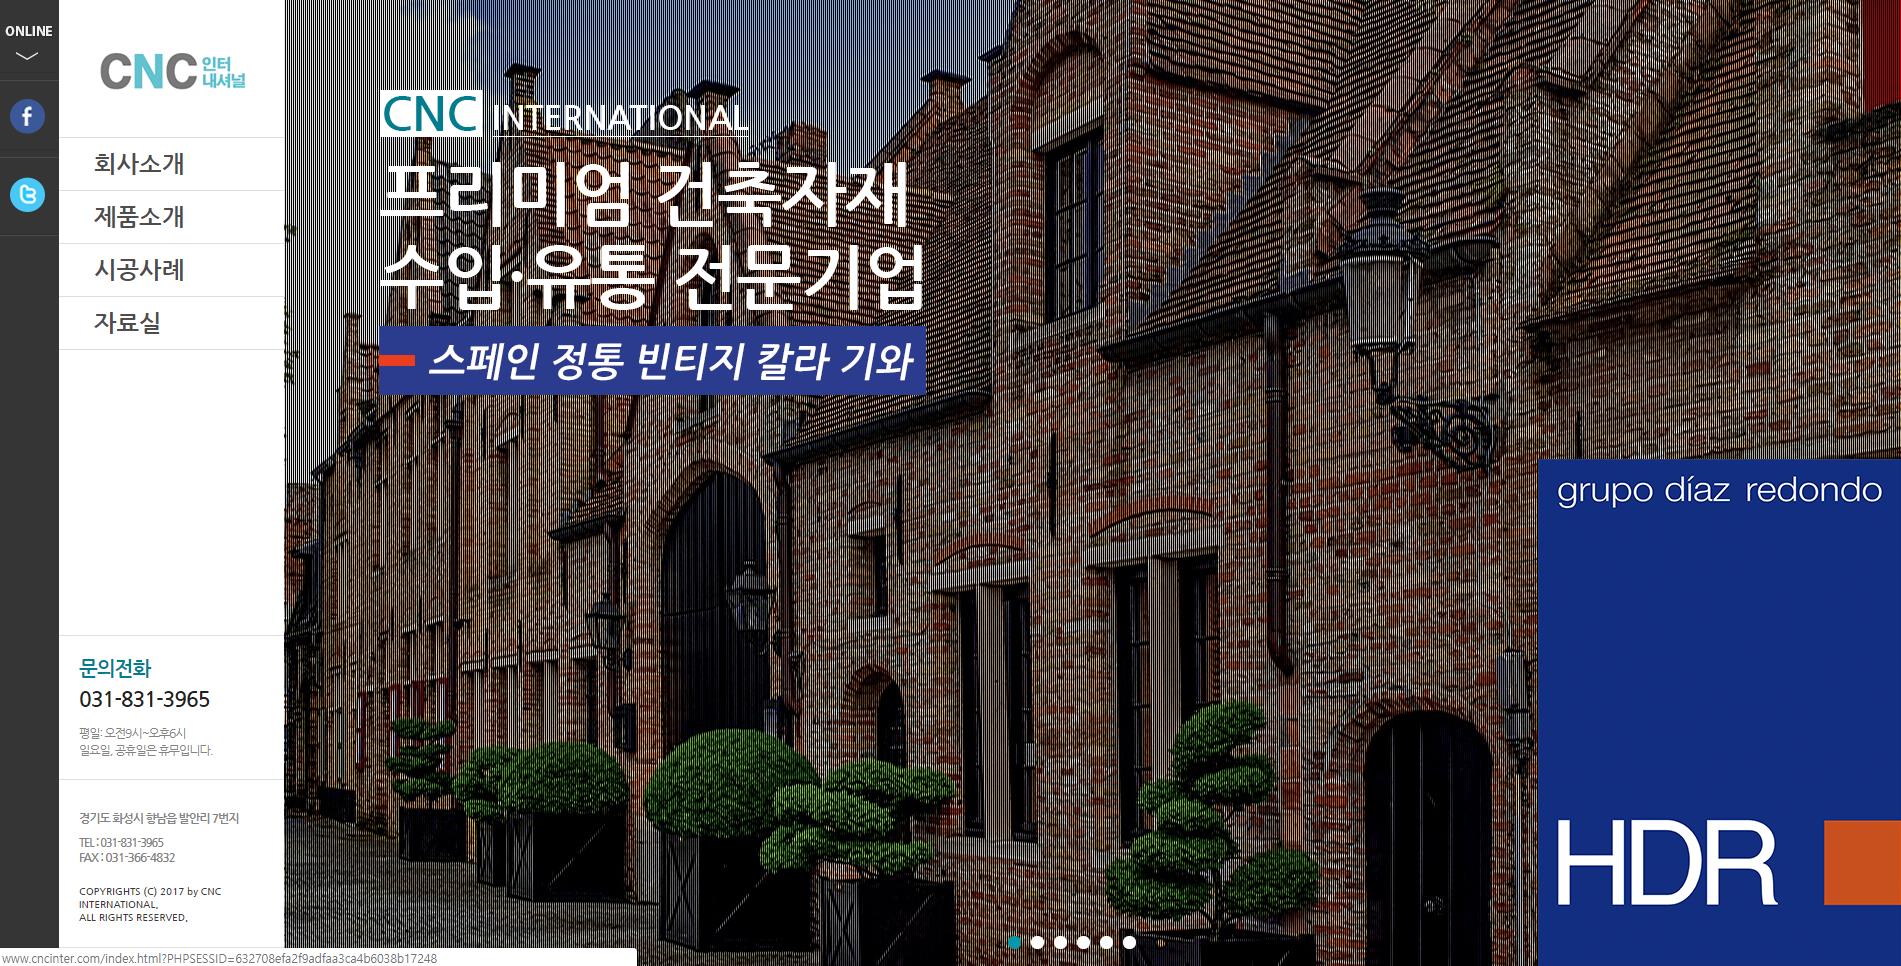 ONLINE
CNC 인터
내셔널
회사소개
제품소개
시공사례
자료실
문의전화
031-831-3965
평일: 오전9시~오후6시
일요일, 공휴일은 휴무입니다.
경기도 화성시 향남읍 발안리 7번지
TEL : 031-831-3965
FAX : 031-366-4832
COPYRIGHTS (C) 2017 by CNC
INTERNATIONAL,
ALL RIGHTS RESERVED,
www.cncinter.com/index.html?PHPSESSID=632708efa2f9adfaa3ca4b6038b17248
CNC INTERNATIONAL
프리미엄 건축자재
수입·유통 전문기업
스페인 정통 빈티지 칼라 기와
grupo díaz redondo
HDR